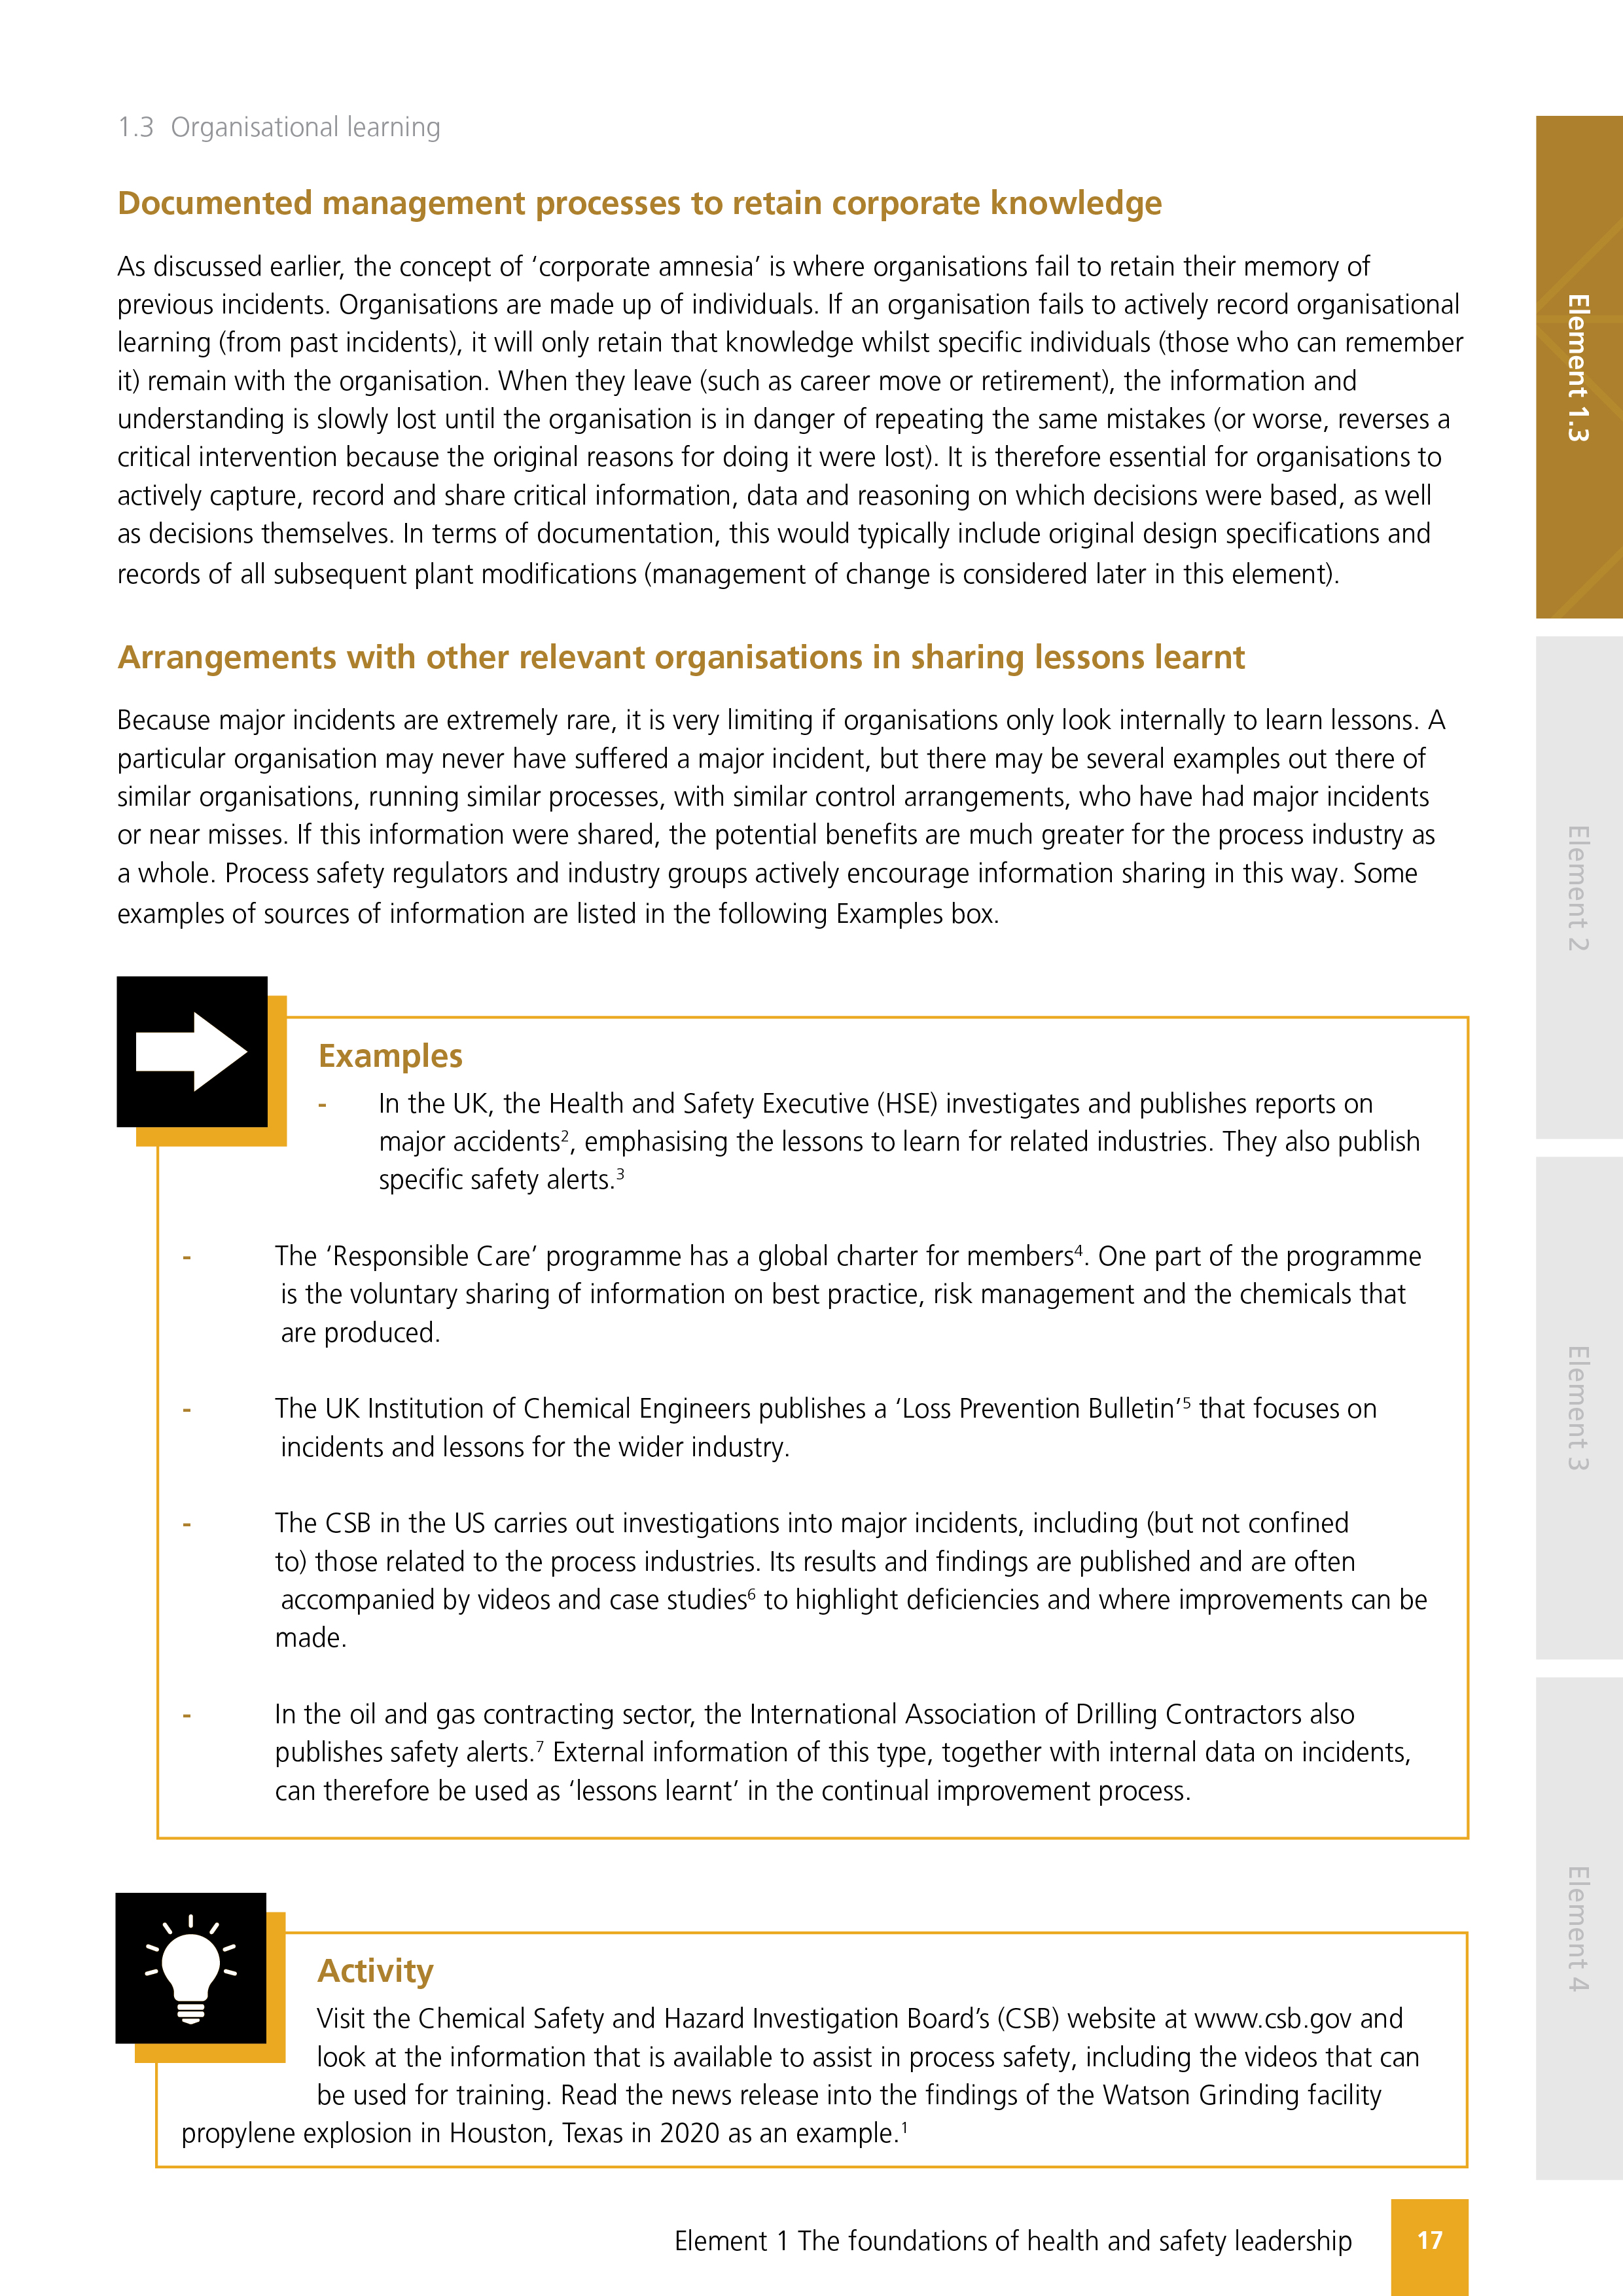 1.3 Organisational learning
Documented management processes to retain corporate knowledge
As discussed earlier, the concept of ‘corporate amnesia’ is where organisations fail to retain their memory of
previous incidents. Organisations are made up of individuals. If an organisation fails to actively record organisational
learning (from past incidents), it will only retain that knowledge whilst specific individuals (those who can remember
it) remain with the organisation. When they leave (such as career move or retirement), the information and
understanding is slowly lost until the organisation is in danger of repeating the same mistakes (or worse, reverses a
critical intervention because the original reasons for doing it were lost). It is therefore essential for organisations to
actively capture, record and share critical information, data and reasoning on which decisions were based, as well
as decisions themselves. In terms of documentation, this would typically include original design specifications and
records of all subsequent plant modifications (management of change is considered later in this element).
Arrangements with other relevant organisations in sharing lessons learnt
Because major incidents are extremely rare, it is very limiting if organisations only look internally to learn lessons. A
particular organisation may never have suffered a major incident, but there may be several examples out there of
similar organisations, running similar processes, with similar control arrangements, who have had major incidents
or near misses. If this information were shared, the potential benefits are much greater for the process industry as
a whole. Process safety regulators and industry groups actively encourage information sharing in this way. Some
examples of sources of information are listed in the following Examples box.
Examples
- In the UK, the Health and Safety Executive (HSE) investigates and publishes reports on
major accidents², emphasising the lessons to learn for related industries. They also publish
specific safety alerts.³
- The ‘Responsible Care’ programme has a global charter for members⁴. One part of the programme
is the voluntary sharing of information on best practice, risk management and the chemicals that
are produced.
- The UK Institution of Chemical Engineers publishes a ‘Loss Prevention Bulletin’⁵ that focuses on
incidents and lessons for the wider industry.
- The CSB in the US carries out investigations into major incidents, including (but not confined
to) those related to the process industries. Its results and findings are published and are often
accompanied by videos and case studies⁶ to highlight deficiencies and where improvements can be
made.
- In the oil and gas contracting sector, the International Association of Drilling Contractors also
publishes safety alerts.⁷ External information of this type, together with internal data on incidents,
can therefore be used as ‘lessons learnt’ in the continual improvement process.
Activity
Visit the Chemical Safety and Hazard Investigation Board’s (CSB) website at www.csb.gov and
look at the information that is available to assist in process safety, including the videos that can
be used for training. Read the news release into the findings of the Watson Grinding facility
propylene explosion in Houston, Texas in 2020 as an example.¹
Element 1 The foundations of health and safety leadership
17
Element 1.3
Element 2
Element 3
Element 4